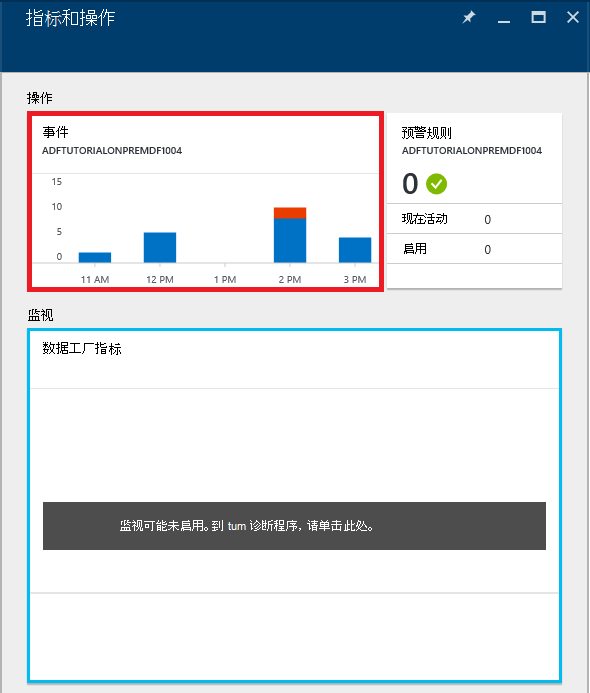 指标和操作
操作
事件
ADFTUTORIALONPREMDF1004
15
10
5
0
11 AM 12 PM 1 PM 2 PM 3 PM
预警规则
ADFTUTORIALONPREMDF1004
0
现在活动 0
启用 0
监视
数据工厂指标
监视可能未启用。到 tum 诊断程序，请单击此处。